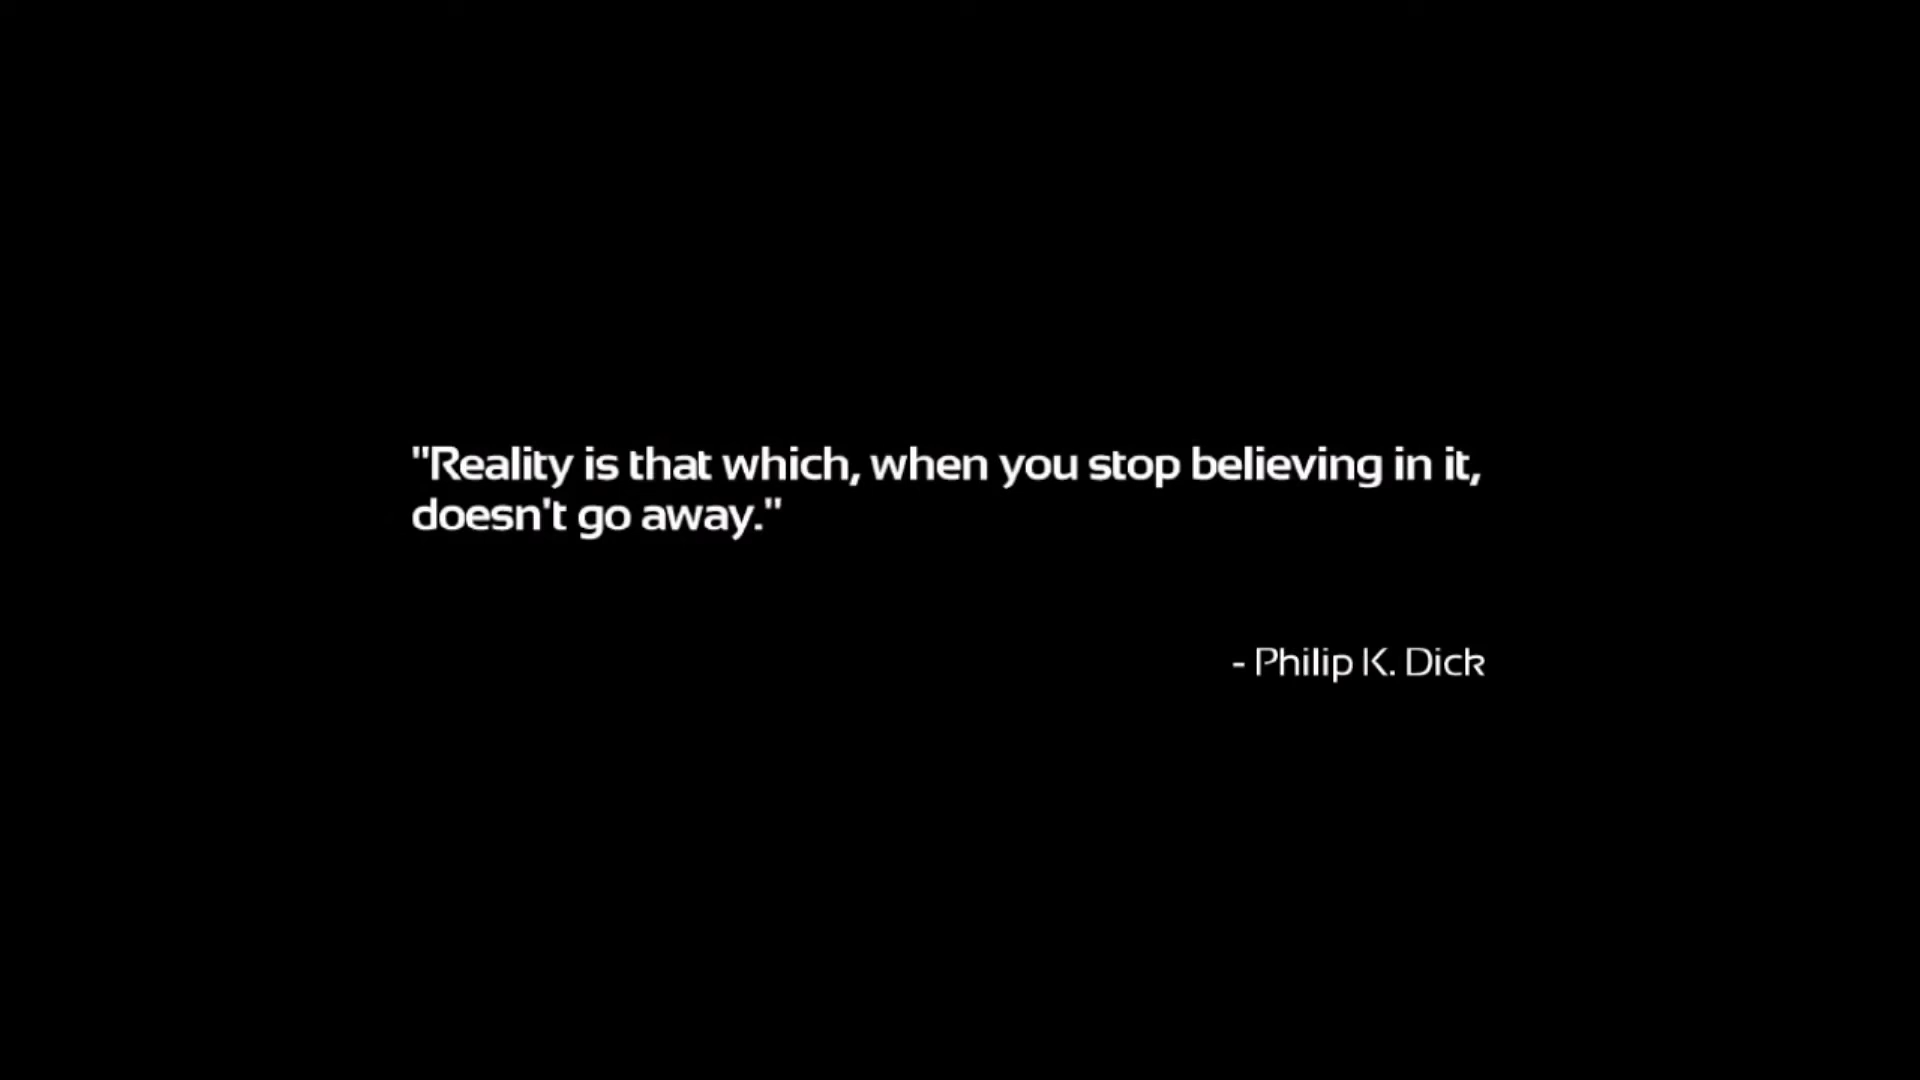 "Reality is that which, when you stop believing in it,
doesn't go away."
- Philip K. Dick